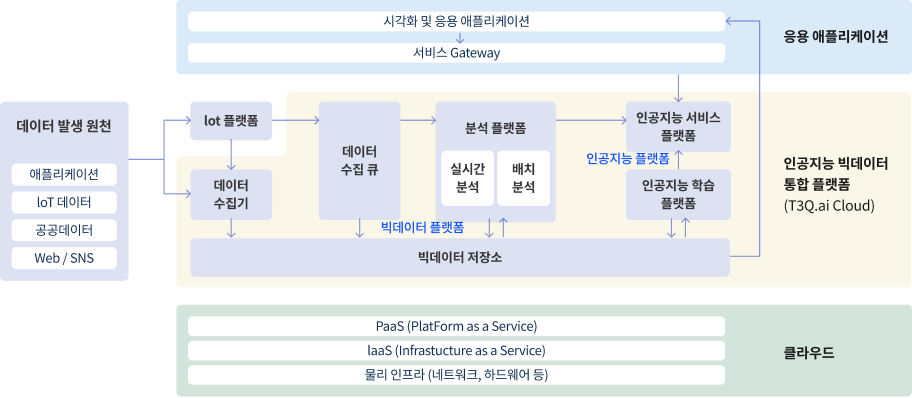 시각화 및 응용 애플리케이션
서비스 Gateway
응용 애플리케이션
데이터 발생 원천
애플리케이션
loT 데이터
공공데이터
Web / SNS
lot 플랫폼
데이터
수집기
데이터
수집 큐
분석 플랫폼
실시간
분석
배치
분석
인공지능 서비스
플랫폼
인공지능 플랫폼
인공지능 학습
플랫폼
빅데이터 플랫폼
빅데이터 저장소
인공지능 빅데이터
통합 플랫폼
(T3Q.ai Cloud)
PaaS (PlatForm as a Service)
laaS (Infrastucture as a Service)
물리 인프라 (네트워크, 하드웨어 등)
클라우드